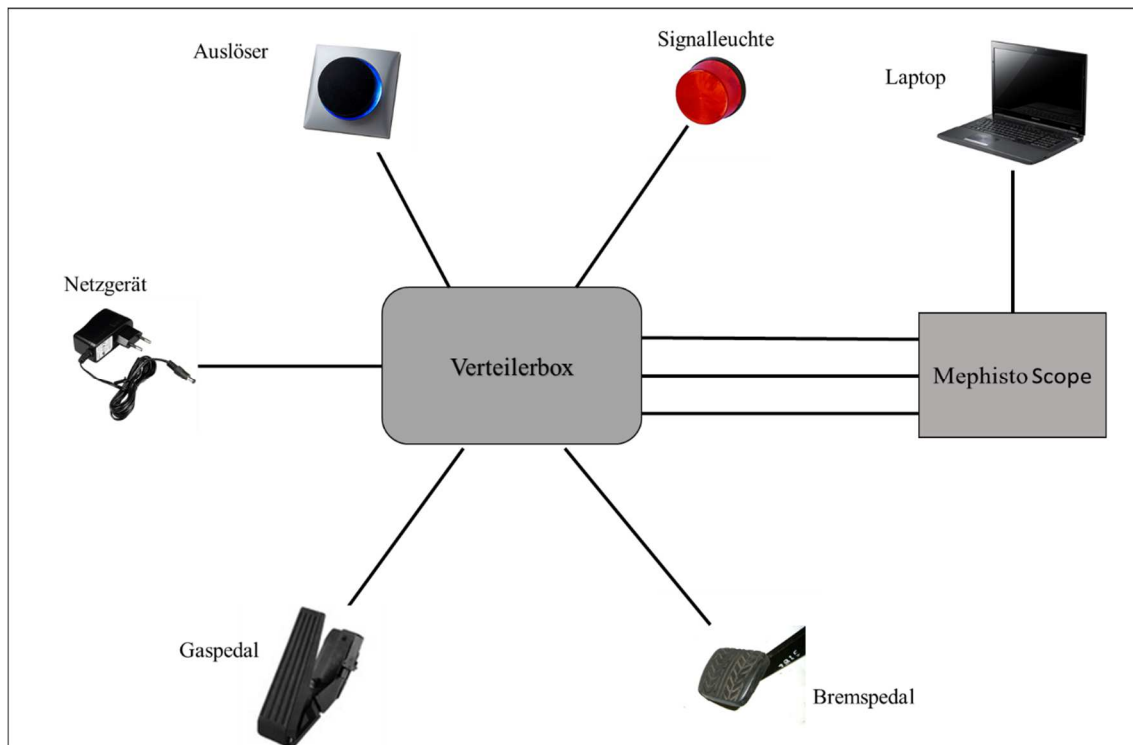 Auslöser
Signalleuchte
Laptop
Netzgerät
Verteilerbox
Mephisto Scope
Gaspedal
Bremspedal